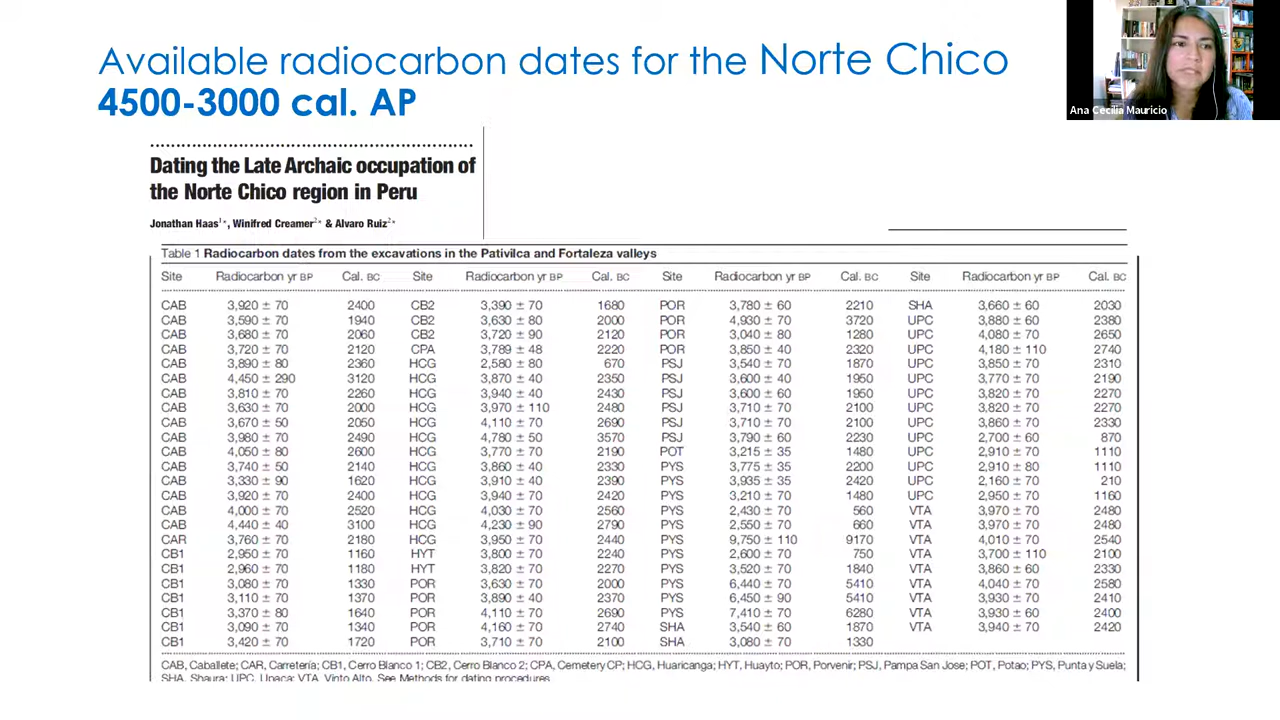 Available radiocarbon dates for the Norte Chico
4500-3000 cal. AP
Ana Cecilia Mauricio
Dating the Late Archaic occupation of
the Norte Chico region in Peru
Jonathan Haas1*, Winifred Creamer2* & Alvaro Ruiz2*
Table 1 Radiocarbon dates from the excavations in the Pativilca and Fortaleza valleys
Site Radiocarbon yr BP Cal. BC Site Radiocarbon yr BP Cal. BC Site Radiocarbon yr BP Cal. BC Site Radiocarbon yr BP Cal. BC
CAB 3,920 ± 70 2400 CB2 3,390 ± 70 1680 POR 3,780 ± 60 2210 SHA 3,660 ± 60 2030
CAB 3,590 ± 70 1940 CB2 3,630 ± 80 2000 POR 4,930 ± 70 3720 UPC 3,880 ± 60 2380
CAB 3,680 ± 70 2060 CB2 3,720 ± 90 2120 POR 3,040 ± 80 1280 UPC 4,080 ± 70 2650
CAB 3,720 ± 70 2120 CPA 3,789 ± 48 2220 POR 3,850 ± 40 2320 UPC 4,180 ± 110 2740
CAB 3,890 ± 80 2360 HCG 2,580 ± 80 670 PSJ 3,540 ± 70 1870 UPC 3,850 ± 70 2310
CAB 4,450 ± 290 3120 HCG 3,870 ± 40 2350 PSJ 3,600 ± 40 1950 UPC 3,770 ± 70 2190
CAB 3,810 ± 70 2260 HCG 3,940 ± 40 2430 PSJ 3,600 ± 60 1950 UPC 3,820 ± 70 2270
CAB 3,630 ± 70 2000 HCG 3,970 ± 110 2480 PSJ 3,710 ± 70 2100 UPC 3,820 ± 70 2270
CAB 3,670 ± 50 2050 HCG 4,110 ± 70 2690 PSJ 3,710 ± 70 2100 UPC 3,860 ± 70 2330
CAB 3,980 ± 70 2490 HCG 4,780 ± 50 3570 PSJ 3,790 ± 60 2230 UPC 2,700 ± 60 870
CAB 4,050 ± 80 2600 HCG 3,770 ± 70 2190 POT 3,215 ± 35 1480 UPC 2,910 ± 70 1110
CAB 3,740 ± 50 2140 HCG 3,860 ± 40 2330 PYS 3,775 ± 35 2200 UPC 2,910 ± 80 1110
CAB 3,330 ± 90 1620 HCG 3,910 ± 40 2390 PYS 3,935 ± 35 2420 UPC 2,160 ± 70 210
CAB 3,920 ± 70 2400 HCG 3,940 ± 70 2420 PYS 3,210 ± 70 1480 UPC 2,950 ± 70 1160
CAB 4,000 ± 70 2520 HCG 4,030 ± 70 2560 PYS 2,430 ± 70 560 VTA 3,970 ± 70 2480
CAB 4,440 ± 40 3100 HCG 4,230 ± 90 2790 PYS 2,550 ± 70 660 VTA 3,970 ± 70 2480
CAR 3,760 ± 70 2180 HCG 3,950 ± 70 2440 PYS 9,750 ± 110 9170 VTA 4,010 ± 70 2540
CB1 2,950 ± 70 1160 HYT 3,800 ± 70 2240 PYS 2,600 ± 70 750 VTA 3,700 ± 110 2100
CB1 2,960 ± 70 1180 HYT 3,820 ± 70 2270 PYS 3,520 ± 70 1840 VTA 3,860 ± 60 2330
CB1 3,080 ± 70 1330 POR 3,630 ± 70 2000 PYS 6,440 ± 70 5410 VTA 4,040 ± 70 2580
CB1 3,110 ± 70 1370 POR 3,890 ± 40 2370 PYS 6,450 ± 90 5410 VTA 3,930 ± 70 2410
CB1 3,370 ± 80 1640 POR 4,110 ± 70 2690 PYS 7,410 ± 70 6280 VTA 3,930 ± 60 2400
CB1 3,090 ± 70 1340 POR 4,160 ± 70 2740 SHA 3,540 ± 60 1870 VTA 3,940 ± 70 2420
CB1 3,420 ± 70 1720 POR 3,710 ± 70 2100 SHA 3,080 ± 70 1330
CAB, Caballete; CAR, Carretería; CB1, Cerro Blanco 1; CB2, Cerro Blanco 2; CPA, Cemetery CP; HCG, Huaricanga; HYT, Huayto; POR, Porvenir; PSJ, Pampa San Jose; POT, Potao; PYS, Punta y Suela;
SHA, Shaura; UPC, Upaca; VTA, Vinto Alto. See Methods for dating procedures.